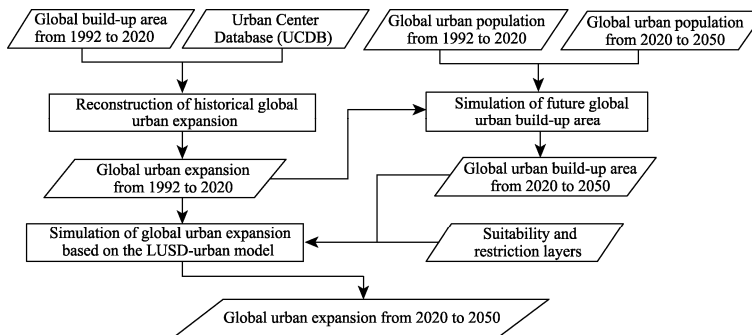 Global build-up area
from 1992 to 2020
Urban Center
Database (UCDB)
Global urban population
from 1992 to 2020
Global urban population
from 2020 to 2050
Reconstruction of historical global
urban expansion
Simulation of future global
urban build-up area
Global urban expansion
from 1992 to 2020
Global urban build-up area
from 2020 to 2050
Simulation of global urban expansion
based on the LUSD-urban model
Suitability and
restriction layers
Global urban expansion from 2020 to 2050